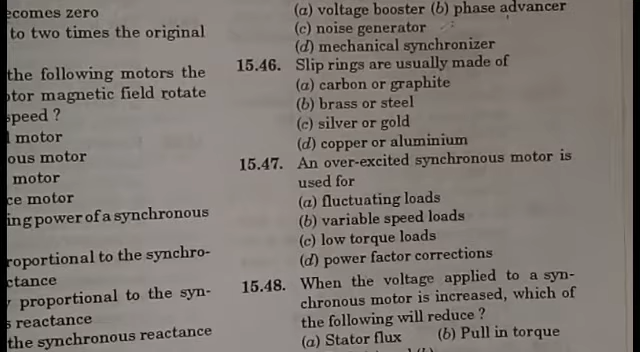 ecomes zero
to two times the original
the following motors the
otor magnetic field rotate
speed ?
motor
ous motor
motor
ce motor
ing power of a synchronous
roportional to the synchro-
ctance
proportional to the syn-
s reactance
the synchronous reactance
(a) voltage booster (b) phase advancer
(c) noise generator
(d) mechanical synchronizer
15.46. Slip rings are usually made of
(a) carbon or graphite
(b) brass or steel
(c) silver or gold
(d) copper or aluminium
15.47. An over-excited synchronous motor is
used for
(a) fluctuating loads
(b) variable speed loads
(c) low torque loads
(d) power factor corrections
15.48. When the voltage applied to a syn-
chronous motor is increased, which of
the following will reduce ?
(a) Stator flux (b) Pull in torque